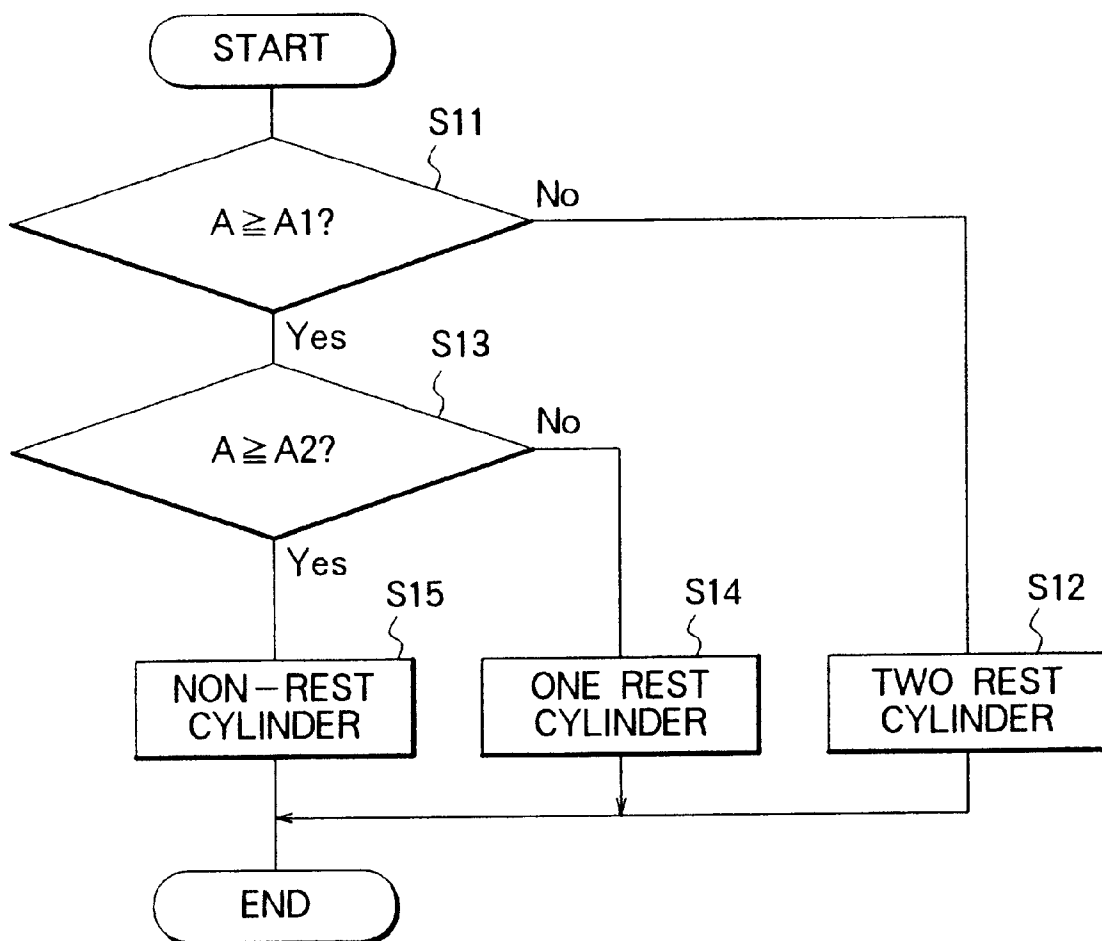 START
S11
A≧A1?
No
Yes
S13
A≧A2?
No
Yes
S15
S14
S12
NON-REST
CYLINDER
ONE REST
CYLINDER
TWO REST
CYLINDER
END